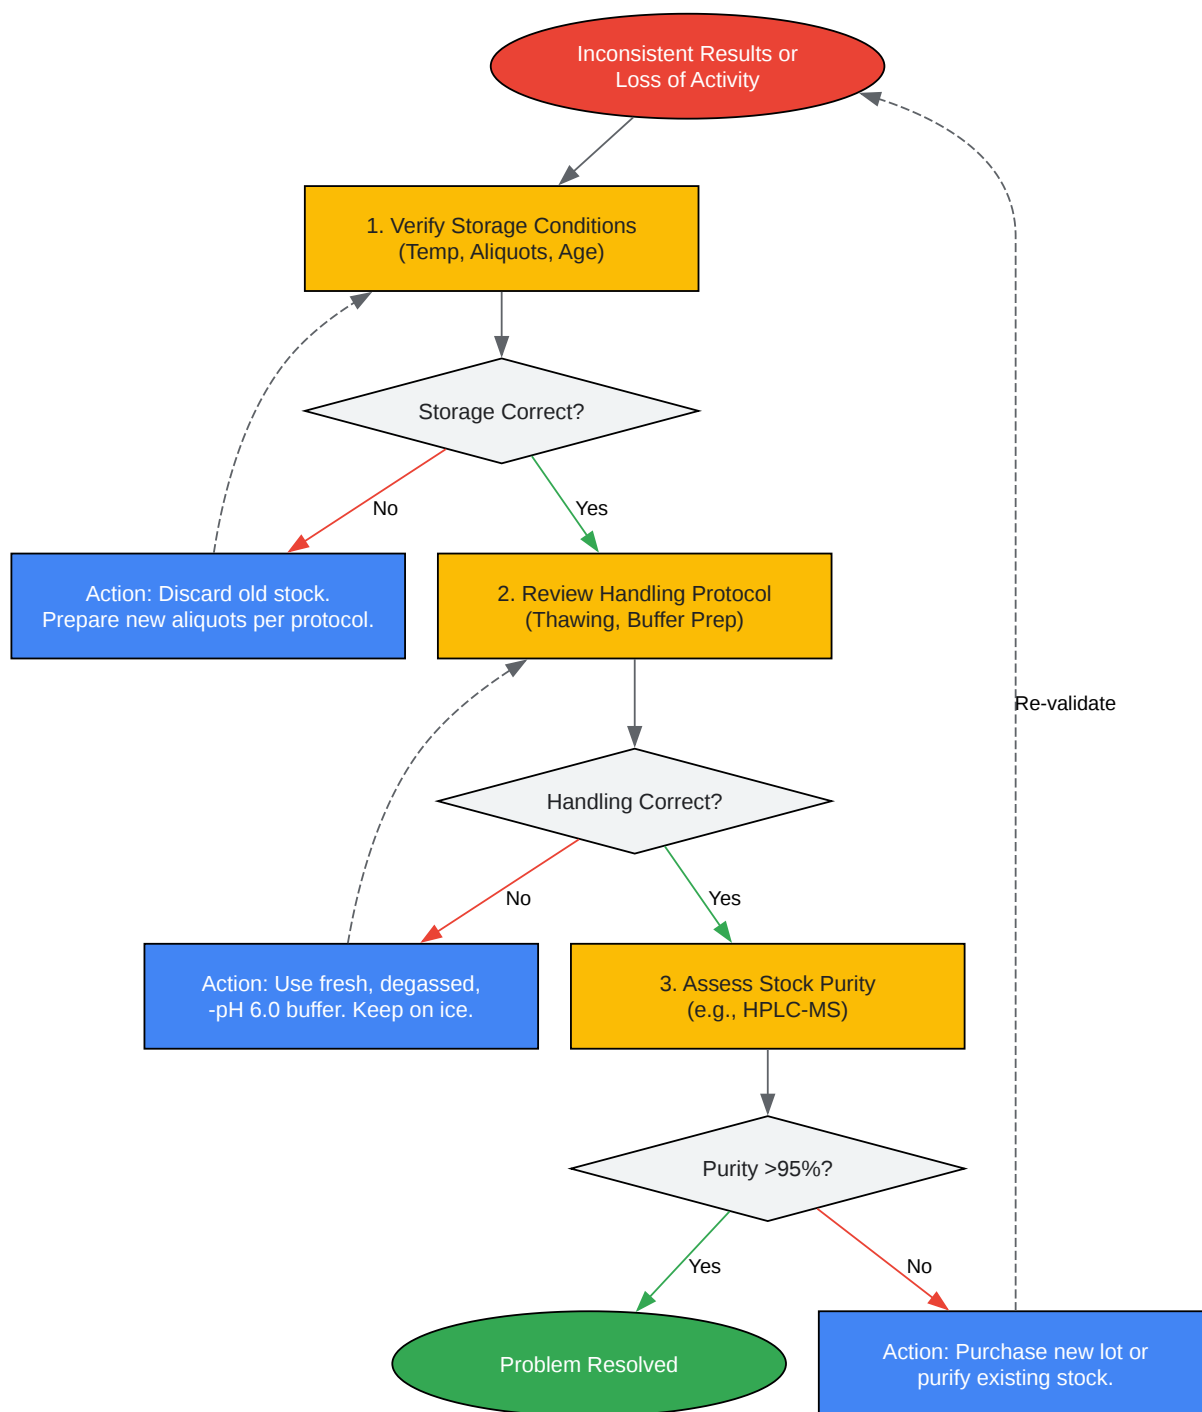 Inconsistent Results or
Loss of Activity
1. Verify Storage Conditions
(Temp, Aliquots, Age)
Storage Correct?
No
Yes
Action: Discard old stock.
Prepare new aliquots per protocol.
2. Review Handling Protocol
(Thawing, Buffer Prep)
Re-validate
Handling Correct?
No
Yes
Action: Use fresh, degassed,
-pH 6.0 buffer. Keep on ice.
3. Assess Stock Purity
(e.g., HPLC-MS)
Purity >95%?
Yes
No
Problem Resolved
Action: Purchase new lot or
purify existing stock.